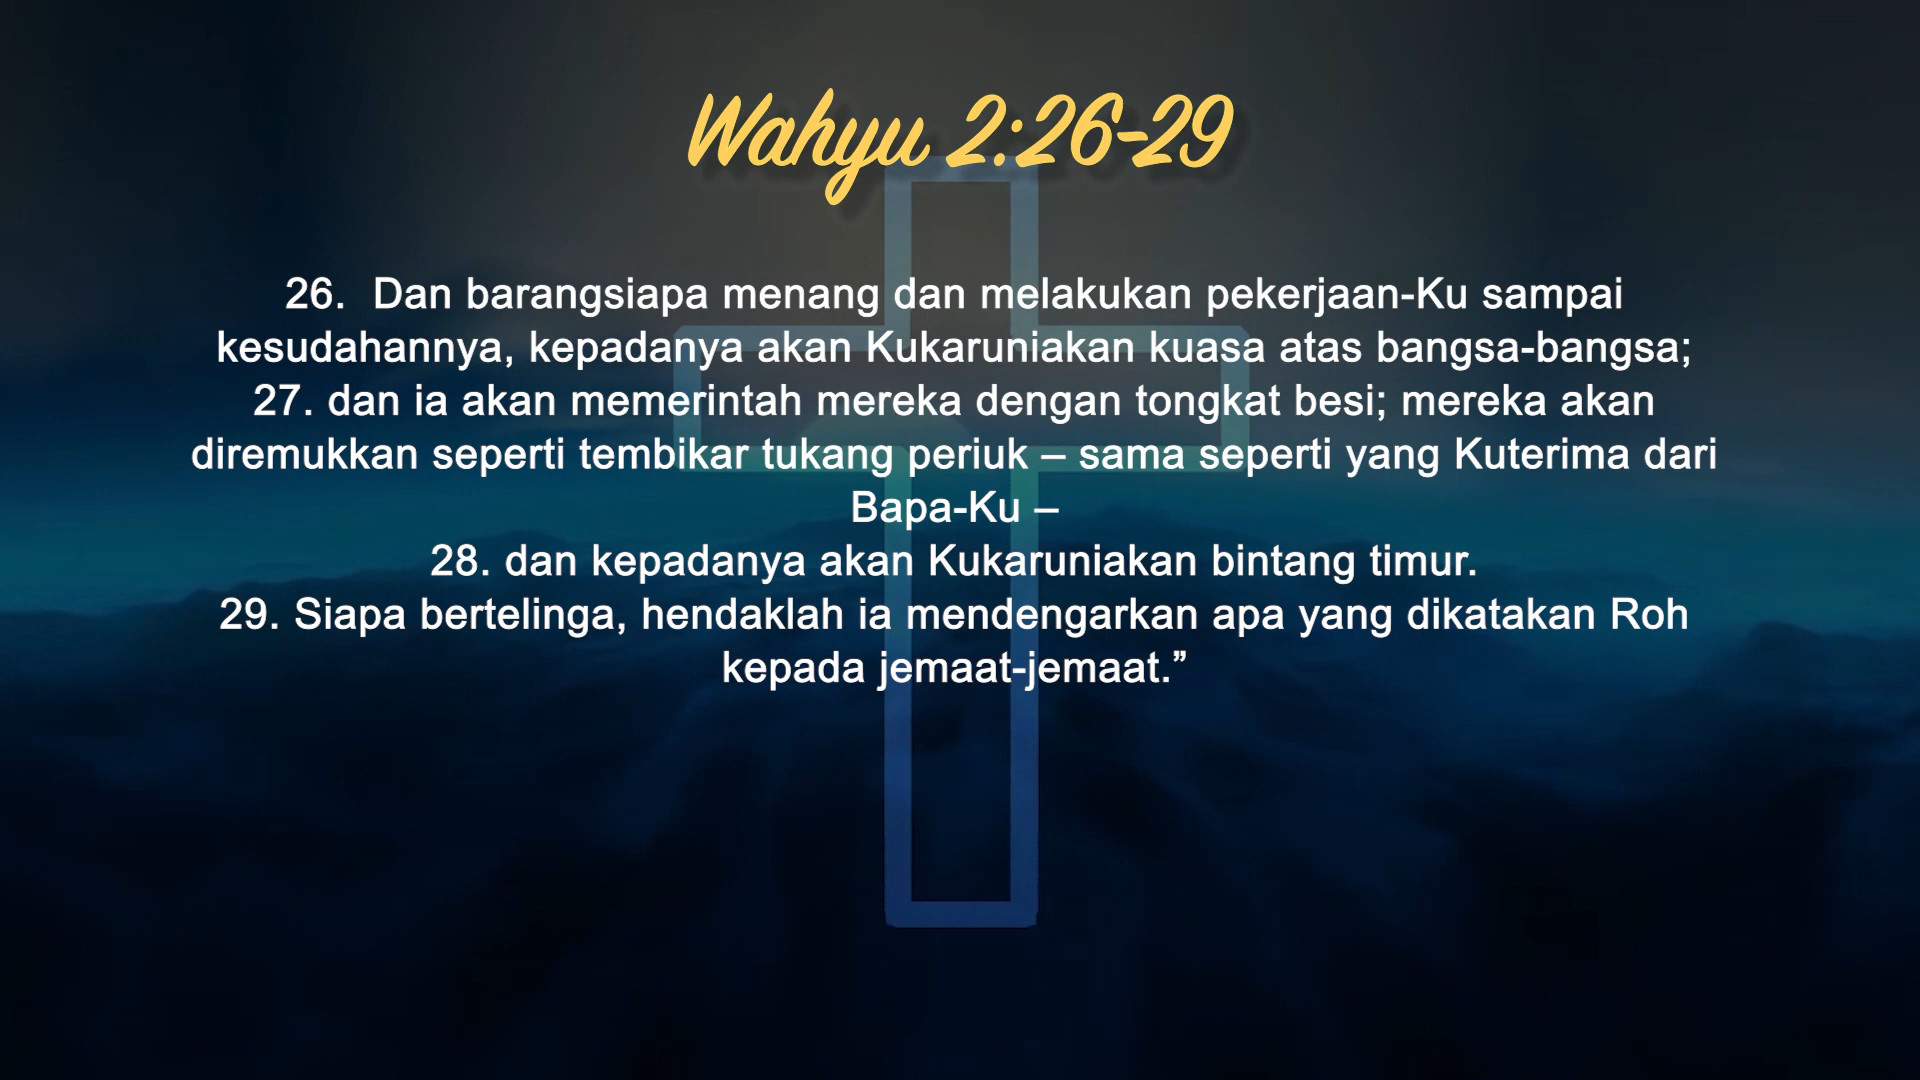 Wahyu 2:26-29
26.  Dan barangsiapa menang dan melakukan pekerjaan-Ku sampai
kesudahannya, kepadanya akan Kukaruniakan kuasa atas bangsa-bangsa;
27. dan ia akan memerintah mereka dengan tongkat besi; mereka akan
diremukkan seperti tembikar tukang periuk – sama seperti yang Kuterima dari
Bapa-Ku –
28. dan kepadanya akan Kukaruniakan bintang timur.
29. Siapa bertelinga, hendaklah ia mendengarkan apa yang dikatakan Roh
kepada jemaat-jemaat.”